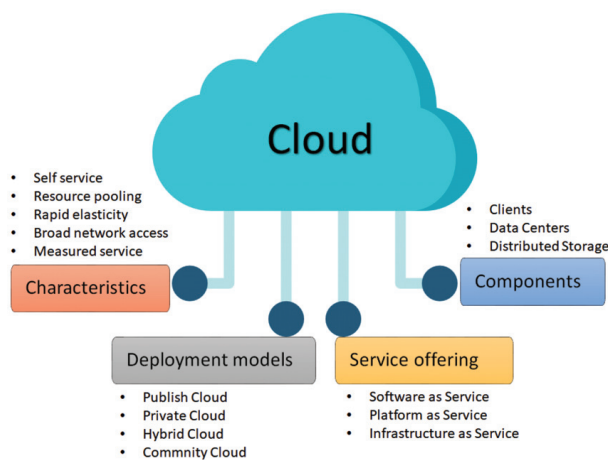 Cloud
• Self service
• Resource pooling
• Rapid elasticity
• Broad network access
• Measured service
Characteristics
• Clients
• Data Centers
• Distributed Storage
Components
Deployment models
• Publish Cloud
• Private Cloud
• Hybrid Cloud
• Commnity Cloud
Service offering
• Software as Service
• Platform as Service
• Infrastructure as Service